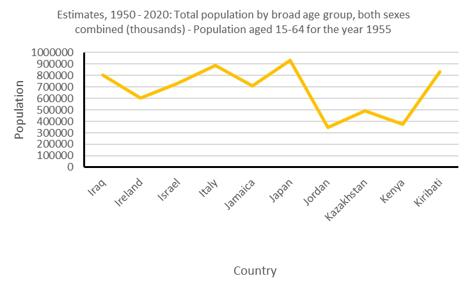 Estimates, 1950 - 2020: Total population by broad age group, both sexes
combined (thousands) - Population aged 15-64 for the year 1955
Population
1000000
900000
800000
700000
600000
500000
400000
300000
200000
100000
0
Iraq
Ireland
Israel
Italy
Jamaica
Japan
Jordan
Kazakhstan
Kenya
Kiribati
Country